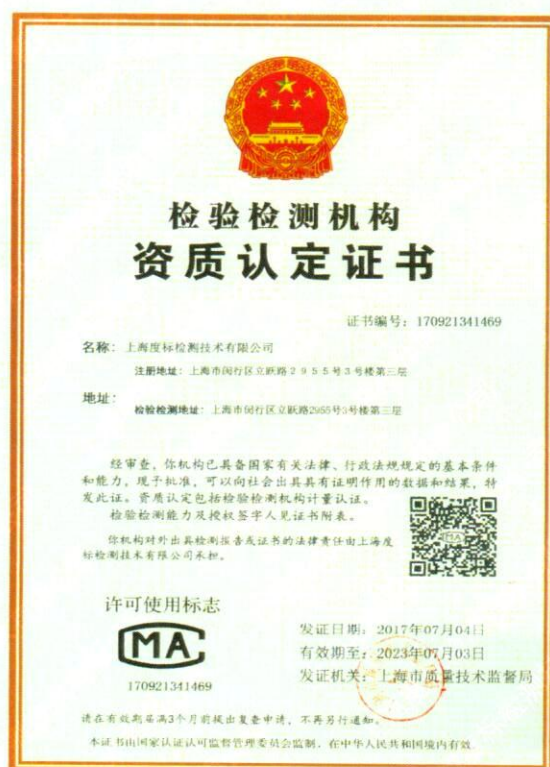 检验检测机构
资质认定证书
证书编号：170921341469
名称：上海度标检测技术有限公司
注册地址：上海市闵行区立跃路２９５５号３号楼第三层
地址：
检验检测地址：上海市闵行区立跃路2955号3号楼第三层
经审查，你机构已具备国家有关法律、行政法规规定的基本条件
和能力，现予批准，可以向社会出具具有证明作用的数据和结果，特
发此证。资质认定包括检验检测机构计量认证。
检验检测能力及授权签字人见证书附表。
你机构对外出具检测报告或证书的法律责任由上海度
标检测技术有限公司承担。
许可使用标志
MA
170921341469
发证日期：2017年07月04日
有效期至：2023年07月03日
发证机关：上海市质量技术监督局
请在有效期届满3个月前提出复查申请，不再另行通知。
本证书由国家认证认可监督管理委员会监制，在中华人民共和国境内有效。